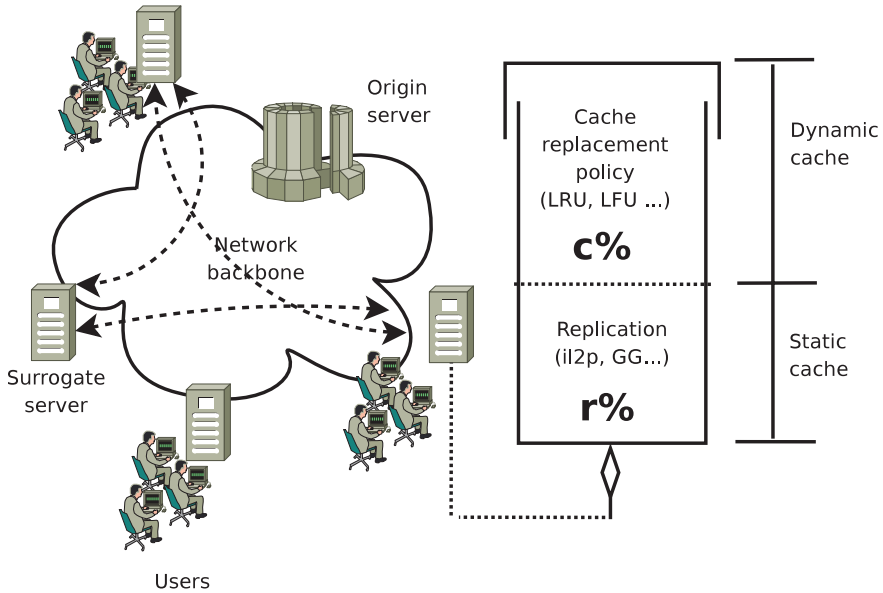 Origin
server
Network
backbone
Surrogate
server
Users
Cache
replacement
policy
(LRU, LFU ...)
c%
Replication
(il2p, GG...)
r%
Dynamic
cache
Static
cache